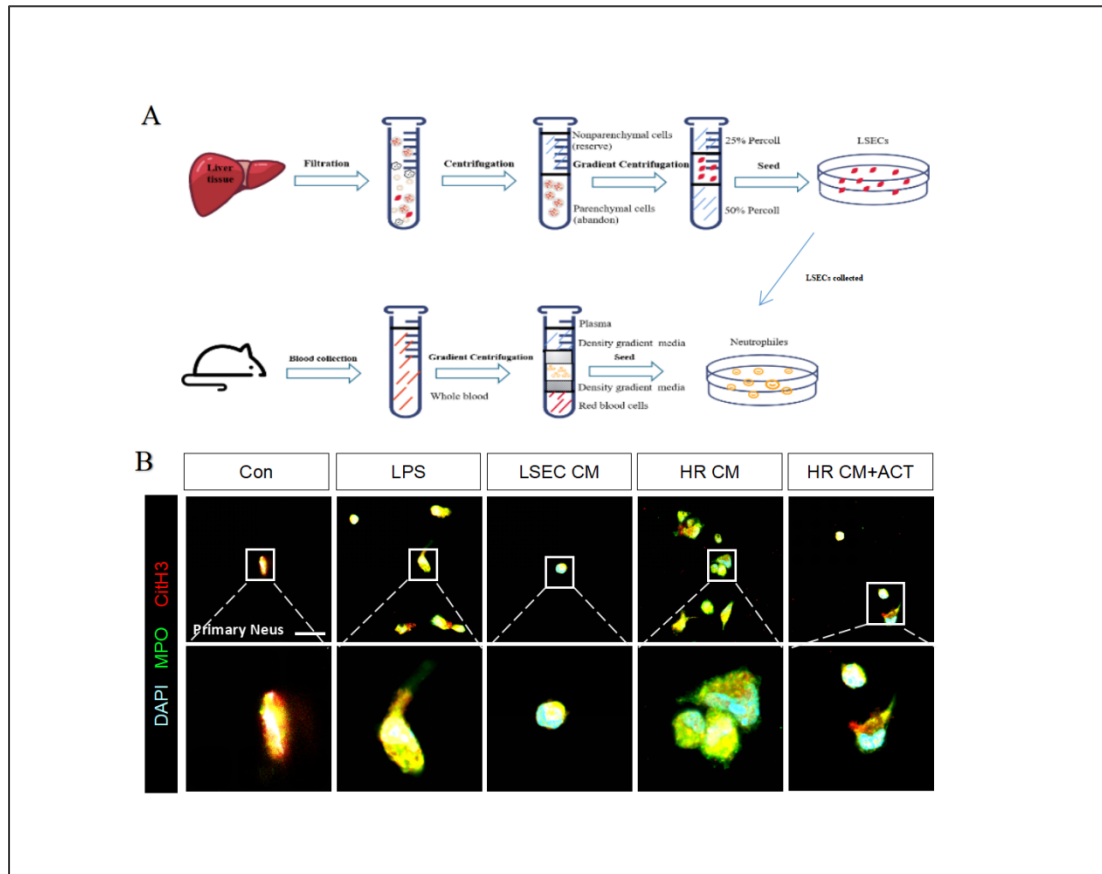 A
Liver
tissue
Filtration
Centrifugation
Nonparenchymal cells
(reserve)
Gradient Centrifugation
Parenchymal cells
(abandon)
25% Percoll
Seed
50% Percoll
LSECs
LSECs collected
Blood collection
Gradient Centrifugation
Whole blood
Plasma
Density gradient media
Seed
Density gradient media
Red blood cells
Neutrophiles
B
Con
LPS
LSEC CM
HR CM
HR CM+ACT
DAPI MPO CitH3
Primary Neus